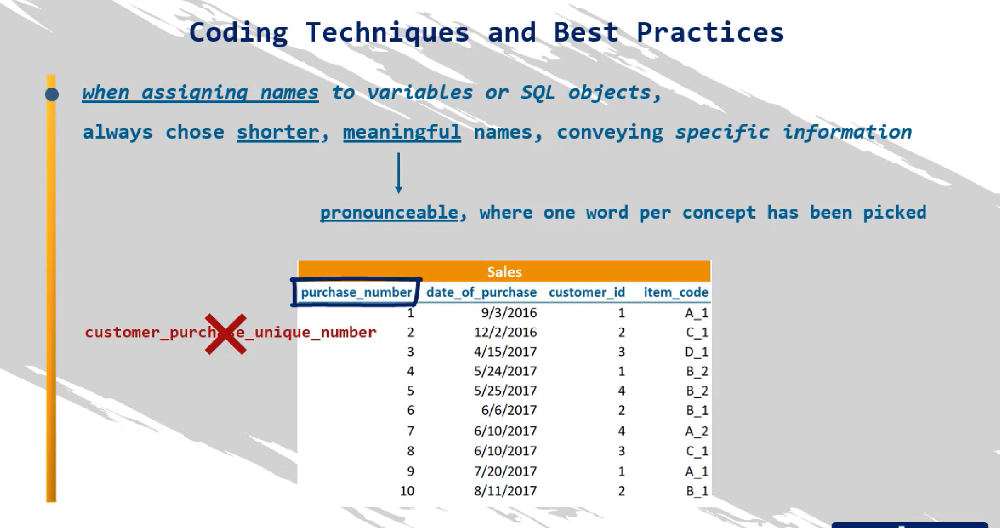 Coding Techniques and Best Practices
when assigning names to variables or SQL objects,
always chose shorter, meaningful names, conveying specific information
pronounceable, where one word per concept has been picked
Sales
purchase_number date_of_purchase customer_id item_code
1 9/3/2016 1 A_1
customer_purchase_unique_number 2 12/2/2016 2 C_1
3 4/15/2017 3 D_1
4 5/24/2017 1 B_2
5 5/25/2017 4 B_2
6 6/6/2017 2 B_1
7 6/10/2017 4 A_2
8 6/10/2017 3 C_1
9 7/20/2017 1 A_1
10 8/11/2017 2 B_1